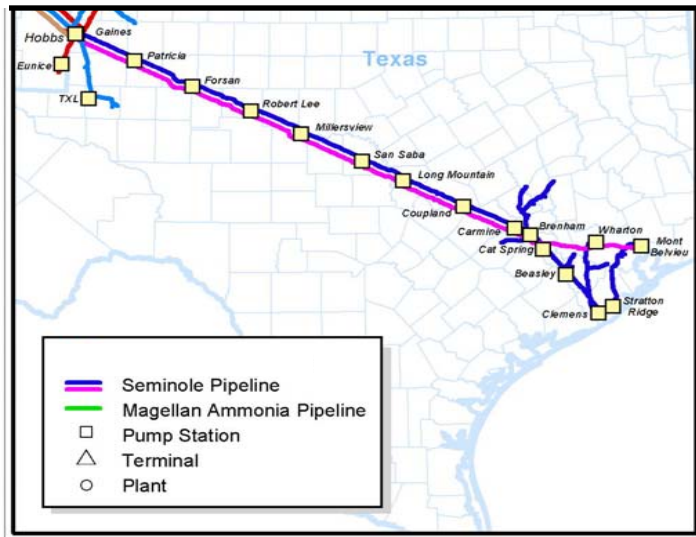 Hobbs
Gaines
Eunice
Patricia
Texas
TXL
Forsan
Robert Lee
Millersview
San Saba
Long Mountain
Coupland
Carmine
Brenham
Wharton
Cat Spring
Mont
Belvieu
Beasley
Clemens
Stratton
Ridge
Seminole Pipeline
Magellan Ammonia Pipeline
Pump Station
Terminal
Plant